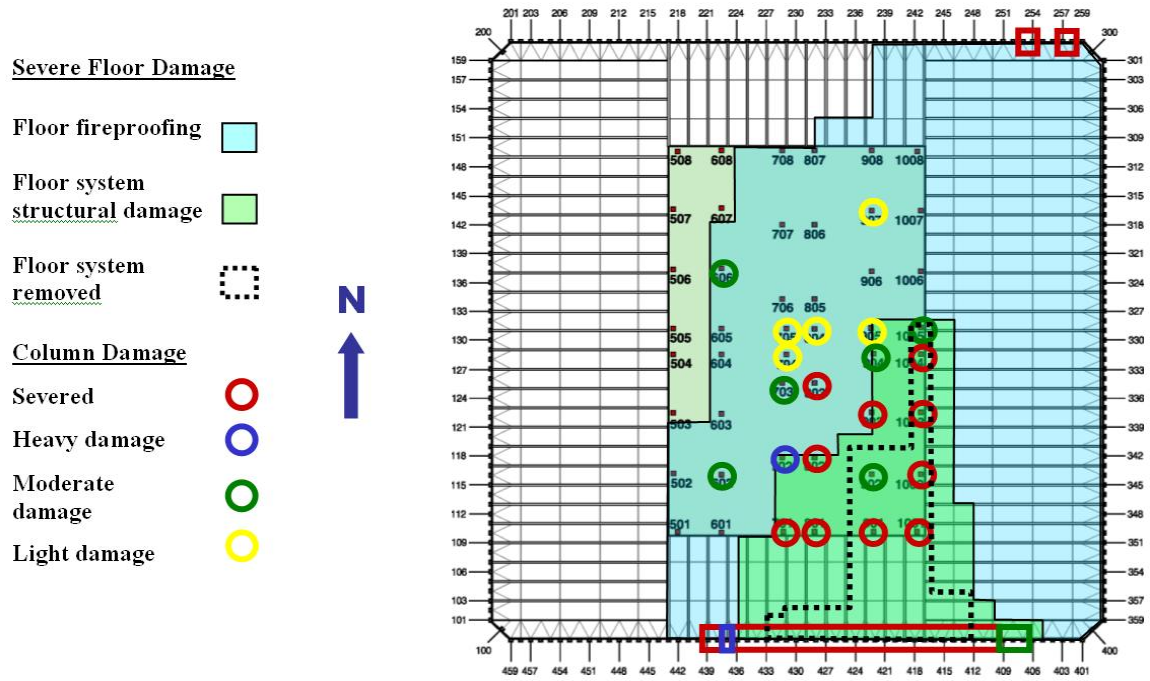 Severe Floor Damage
Floor fireproofing
Floor system
structural damage
Floor system
removed
Column Damage
Severed
Heavy damage
Moderate
damage
Light damage
N
201 203 206 209 212 215 218 221 224 227 230 233 236 239 242 245 248 251 254 257 259
200 300
159 301
157 303
154 306
151 309
508 608 708 807 908 1008
148 312
145 315
507 607 1007
142 318
707 806
139 321
506 606 906 1006
136 324
706 805
133 327
505 605
130 330
504 604
127 333
703
124 336
503 603
121 339
118 342
502
115 345
112 348
501 601
109 351
106 354
103 357
101 359
100 400
459 457 454 451 448 445 442 439 436 433 430 427 424 421 418 415 412 409 406 403 401